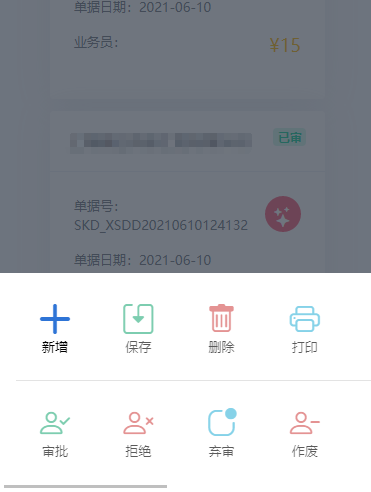 单据日期：2021-06-10
业务员：
¥15
已审
单据号：
SKD_XSDD20210610124132
单据日期：2021-06-10
新增 保存 删除 打印
审批 拒绝 弃审 作废